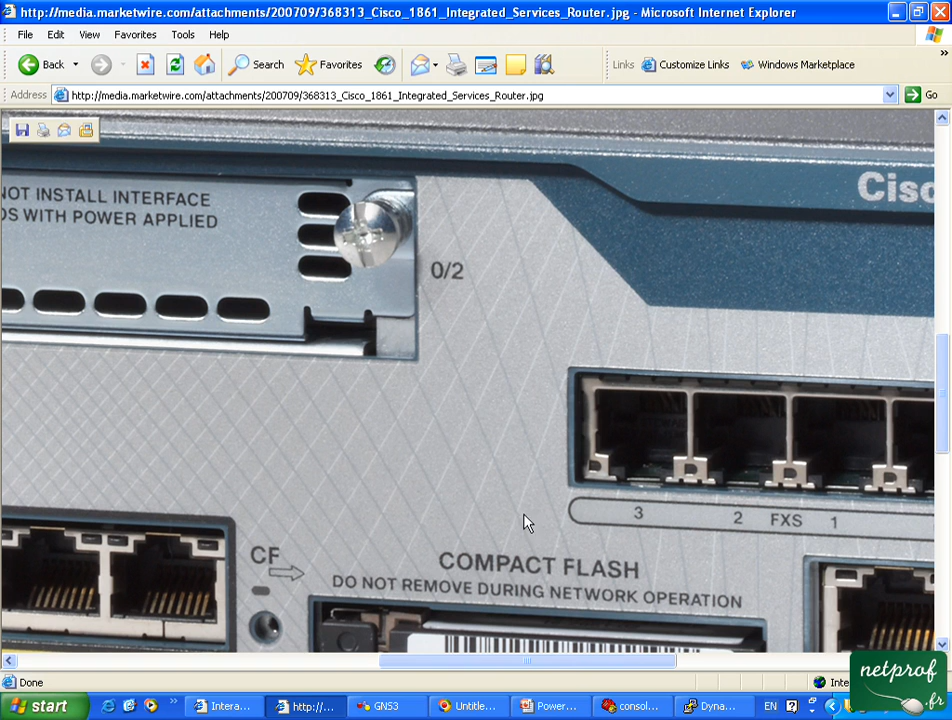 http://media.marketwire.com/attachments/200709/368313_Cisco_1861_Integrated_Services_Router.jpg - Microsoft Internet Explorer
File Edit View Favorites Tools Help
Back Search Favorites Links Customize Links Windows Marketplace
Address http://media.marketwire.com/attachments/200709/368313_Cisco_1861_Integrated_Services_Router.jpg Go
Cisc
NOT INSTALL INTERFACE
DS WITH POWER APPLIED
0/2
3 2 FXS 1
CF
COMPACT FLASH
DO NOT REMOVE DURING NETWORK OPERATION
Done Inte
netprof
.fr
start Intera... http://... GNS3 Untitle... Power... consol... Dyna... EN